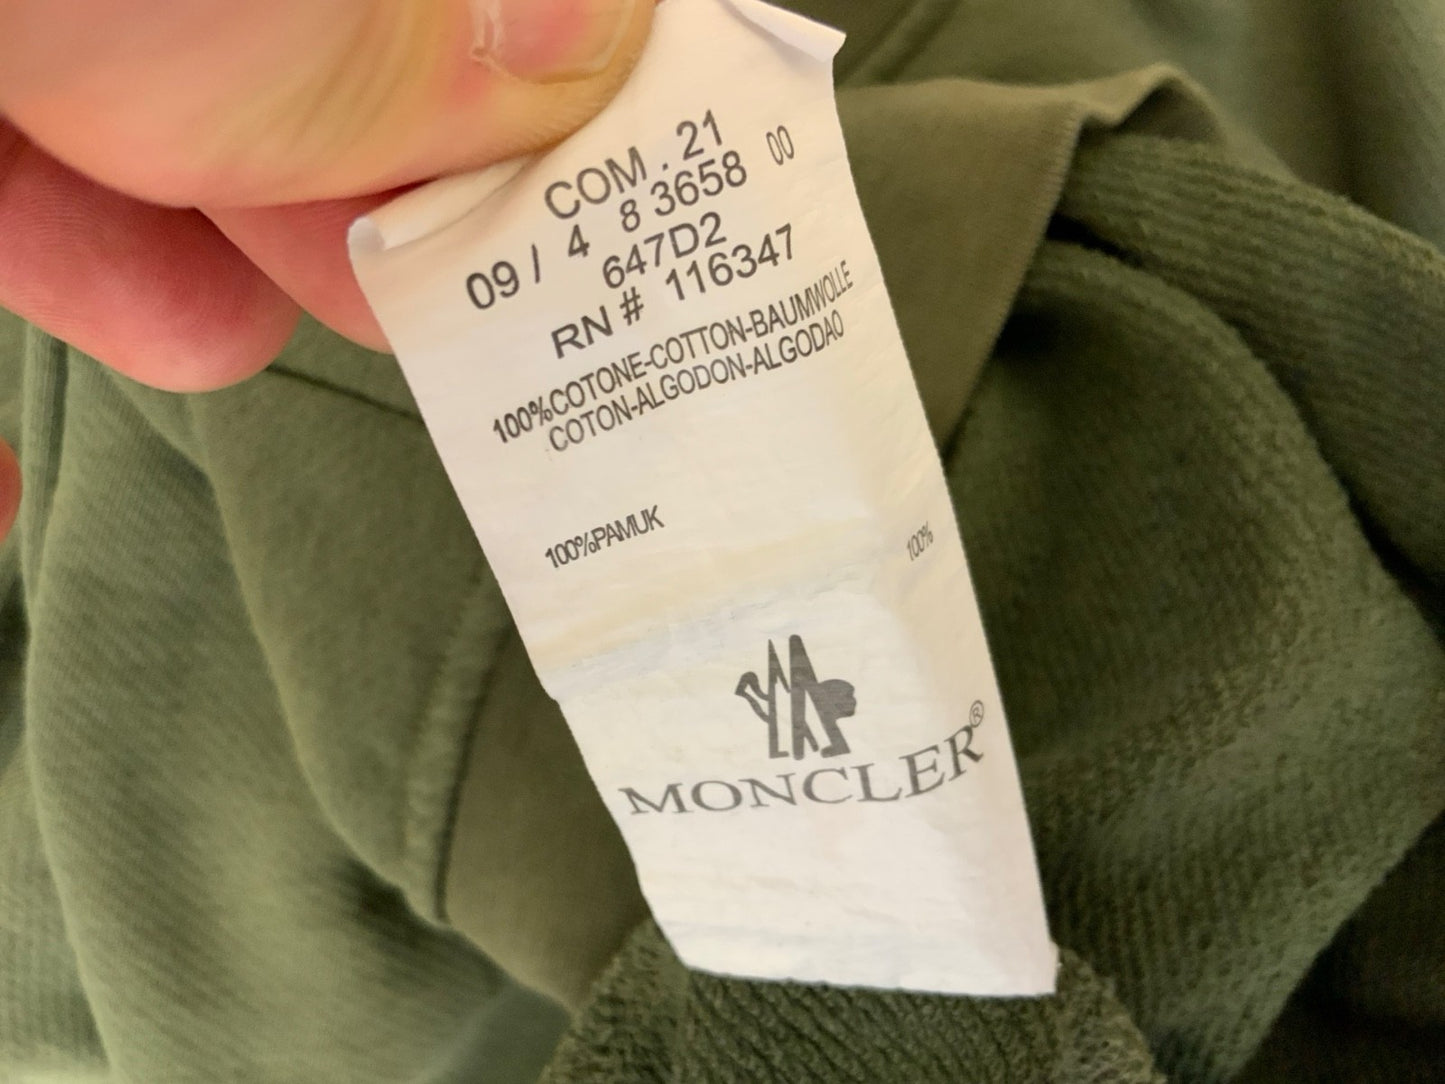 COM . 21
09 / 4 8 3658 00
647D2
RN # 116347
100%COTONE-COTTON-BAUMWOLLE
COTON-ALGODON-ALGODAO
100%PAMUK
100%
MONCLER®